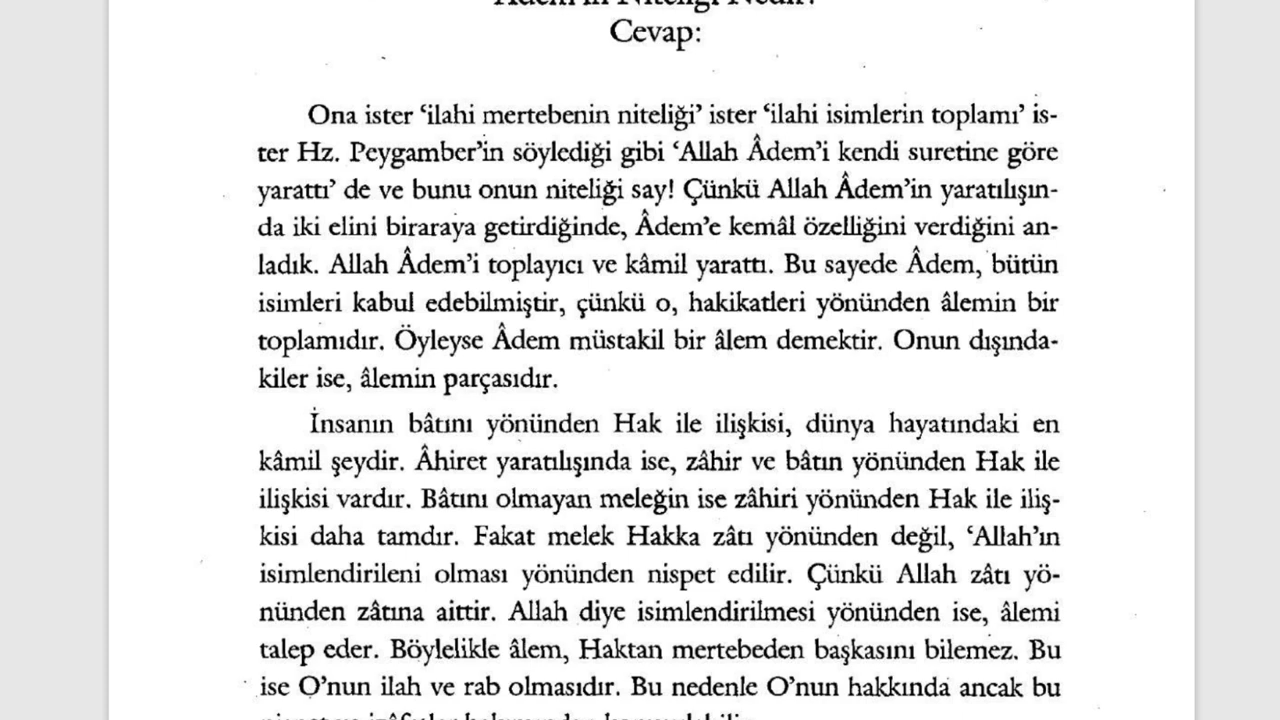 Âdem'in Niteliği Nedir?
Cevap:
Ona ister 'ilahi mertebenin niteliği' ister 'ilahi isimlerin toplamı' is-
ter Hz. Peygamber'in söylediği gibi 'Allah Âdem'i kendi suretine göre
yarattı' de ve bunu onun niteliği say! Çünkü Allah Âdem'in yaratılışın-
da iki elini biraraya getirdiğinde, Âdem'e kemâl özelliğini verdiğini an-
ladık. Allah Âdem'i toplayıcı ve kâmil yarattı. Bu sayede Âdem, bütün
isimleri kabul edebilmiştir, çünkü o, hakikatleri yönünden âlemin bir
toplamıdır. Öyleyse Âdem müstakil bir âlem demektir. Onun dışında-
kiler ise, âlemin parçasıdır.
İnsanın bâtını yönünden Hak ile ilişkisi, dünya hayatındaki en
kâmil şeydir. Âhiret yaratılışında ise, zâhir ve bâtın yönünden Hak ile
ilişkisi vardır. Bâtını olmayan meleğin ise zâhiri yönünden Hak ile iliş-
kisi daha tamdır. Fakat melek Hakka zâtı yönünden değil, 'Allah'ın
isimlendirileni olması yönünden nispet edilir. Çünkü Allah zâtı yö-
nünden zâtına aittir. Allah diye isimlendirilmesi yönünden ise, âlemi
talep eder. Böylelikle âlem, Haktan mertebeden başkasını bilemez. Bu
ise O'nun ilah ve rab olmasıdır. Bu nedenle O'nun hakkında ancak bu